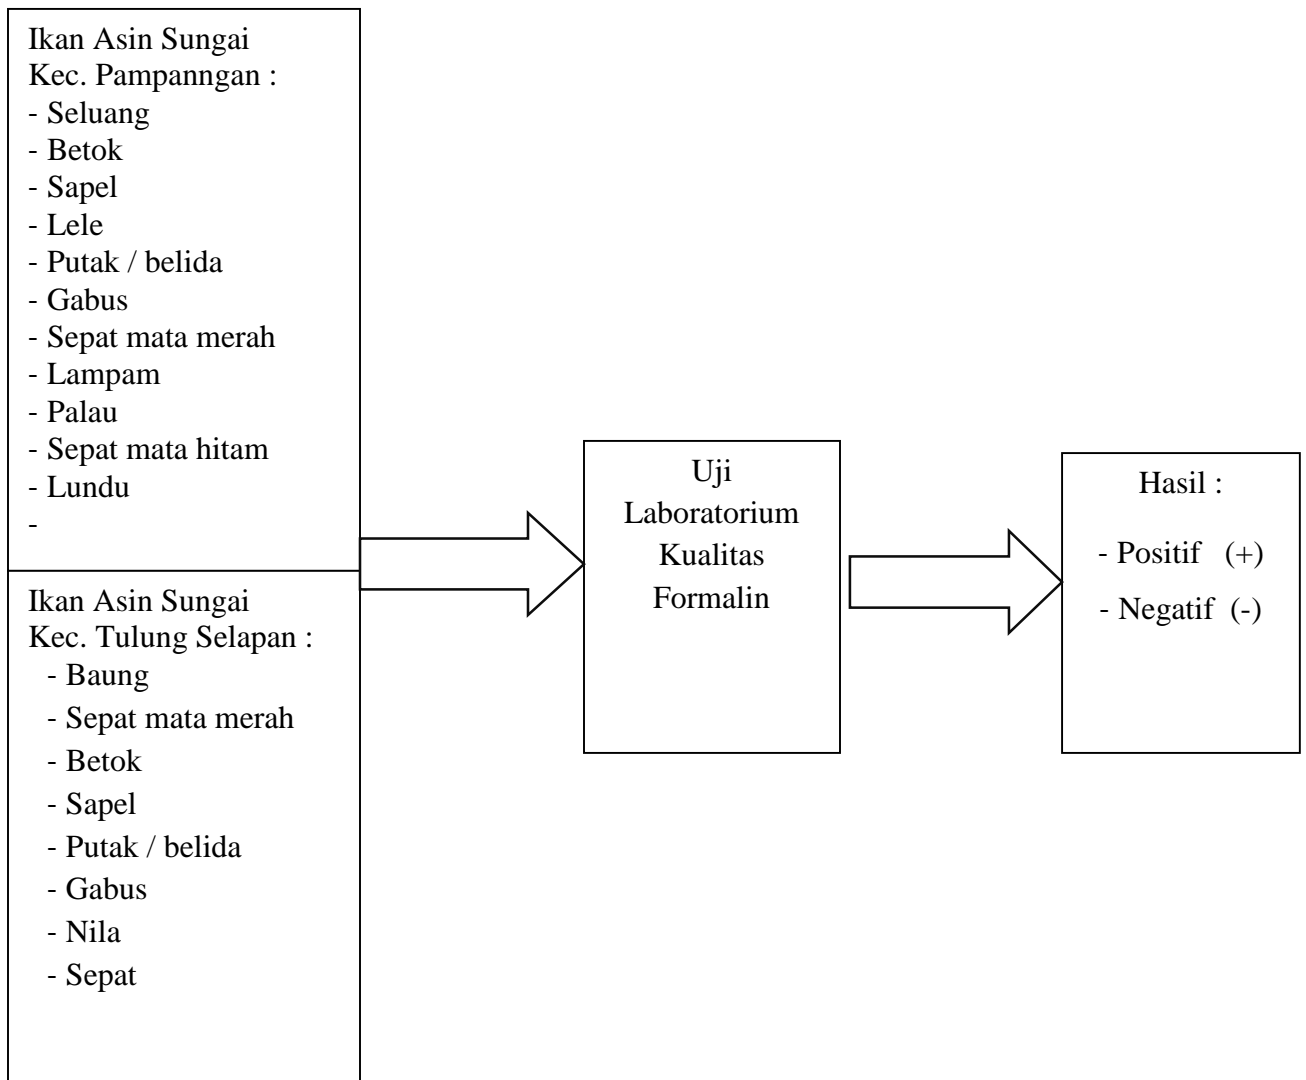 Ikan Asin Sungai
Kec. Pampanngan :
- Seluang
- Betok
- Sapel
- Lele
- Putak / belida
- Gabus
- Sepat mata merah
- Lampam
- Palau
- Sepat mata hitam
- Lundu
-
Ikan Asin Sungai
Kec. Tulung Selapan :
- Baung
- Sepat mata merah
- Betok
- Sapel
- Putak / belida
- Gabus
- Nila
- Sepat
Uji
Laboratorium
Kualitas
Formalin
Hasil :
- Positif (+)
- Negatif (-)